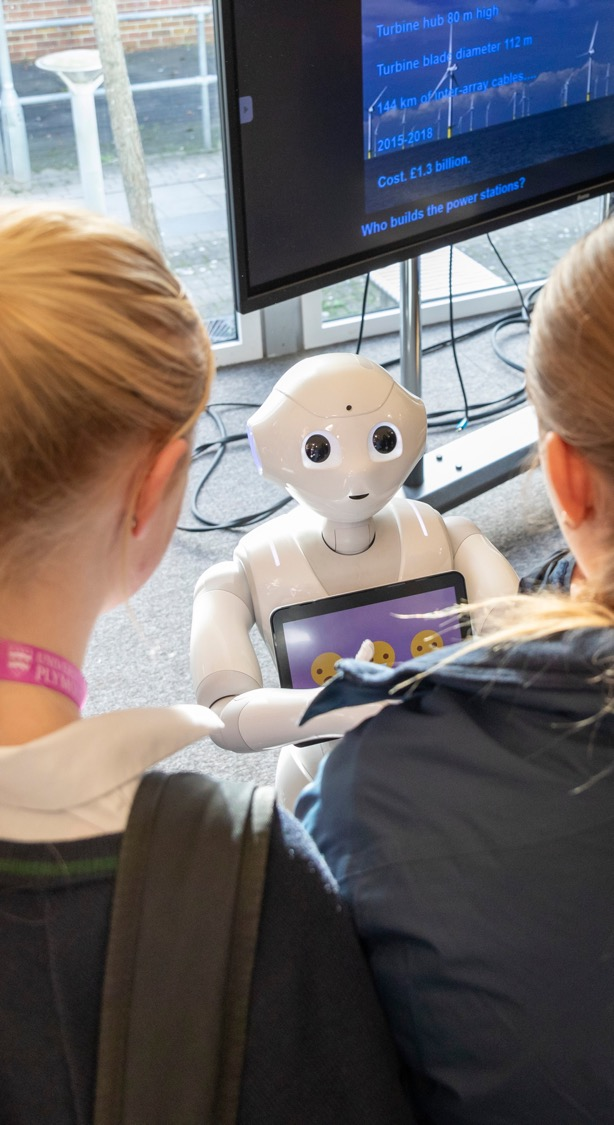 Turbine hub 80 m high
Turbine blade diameter 112 m
144 km of inter-array cables
2015-2018
Cost. £1.3 billion.
Who builds the power stations?